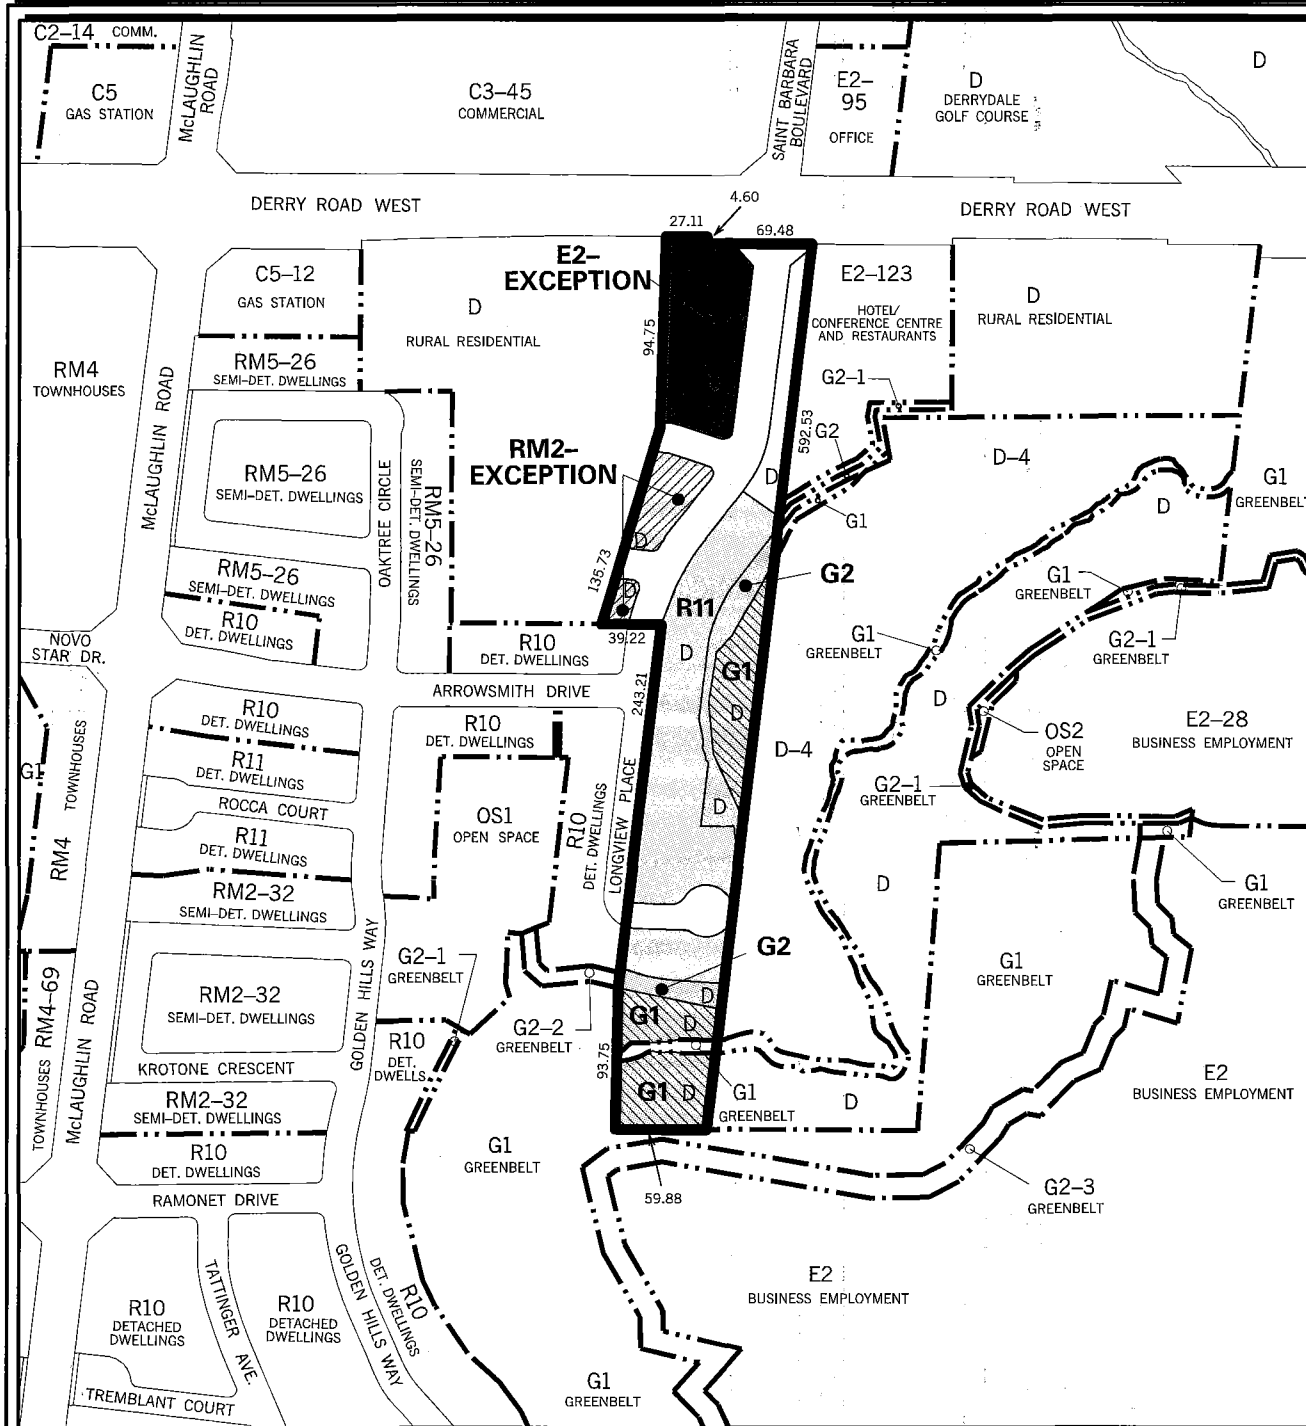 C2–14 COMM.
C5
GAS STATION
McLAUGHLIN
ROAD
C3–45
COMMERCIAL
SAINT BARBARA
BOULEVARD
E2–
95
OFFICE
D
DERRYDALE
GOLF COURSE
D
DERRY ROAD WEST
DERRY ROAD WEST
4.60
27.11
69.48
E2–
EXCEPTION
C5–12
GAS STATION
D
RURAL RESIDENTIAL
94.75
E2–123
HOTEL/
CONFERENCE CENTRE
AND RESTAURANTS
D
RURAL RESIDENTIAL
RM4
TOWNHOUSES
RM5–26
SEMI–DET. DWELLINGS
McLAUGHLIN ROAD
G2–1
592.53
G2
RM2–
EXCEPTION
D
D–4
RM5–26
SEMI–DET. DWELLINGS
OAKTREE CIRCLE
RM5–26
SEMI–DET. DWELLINGS
G1
GREENBELT
D
G1
D
RM5–26
SEMI–DET. DWELLINGS
135.73
D
G2
G1
GREENBELT
R10
DET. DWELLINGS
R11
39.22
NOVO
STAR DR.
R10
DET. DWELLINGS
D
G1
GREENBELT
G2–1
GREENBELT
G1
ARROWSMITH DRIVE
243.21
D
D
R10
DET. DWELLINGS
R10
DET. DWELLINGS
OS2
OPEN
SPACE
E2–28
BUSINESS EMPLOYMENT
D–4
G1
TOWNHOUSES
RM4
R11
DET. DWELLINGS
ROCCA COURT
OS1
OPEN SPACE
R10
DET. DWELLINGS
LONGVIEW PLACE
D
G2–1
GREENBELT
R11
DET. DWELLINGS
RM2–32
SEMI–DET. DWELLINGS
D
G1
GREENBELT
GOLDEN HILLS WAY
G2–1
GREENBELT
G2
G1
GREENBELT
RM4–69
TOWNHOUSES
McLAUGHLIN ROAD
RM2–32
SEMI–DET. DWELLINGS
D
G1
D
G2–2
GREENBELT
R10
DET.
DWELLS
KROTONE CRESCENT
93.75
G1
D
G1
GREENBELT
D
E2
BUSINESS EMPLOYMENT
RM2–32
SEMI–DET. DWELLINGS
R10
DET. DWELLINGS
G1
GREENBELT
RAMONET DRIVE
59.88
G2–3
GREENBELT
TATTINGER
AVE.
GOLDEN HILLS WAY
R10
DET. DWELLINGS
E2
BUSINESS EMPLOYMENT
R10
DETACHED
DWELLINGS
R10
DETACHED
DWELLINGS
G1
GREENBELT
TREMBLANT COURT